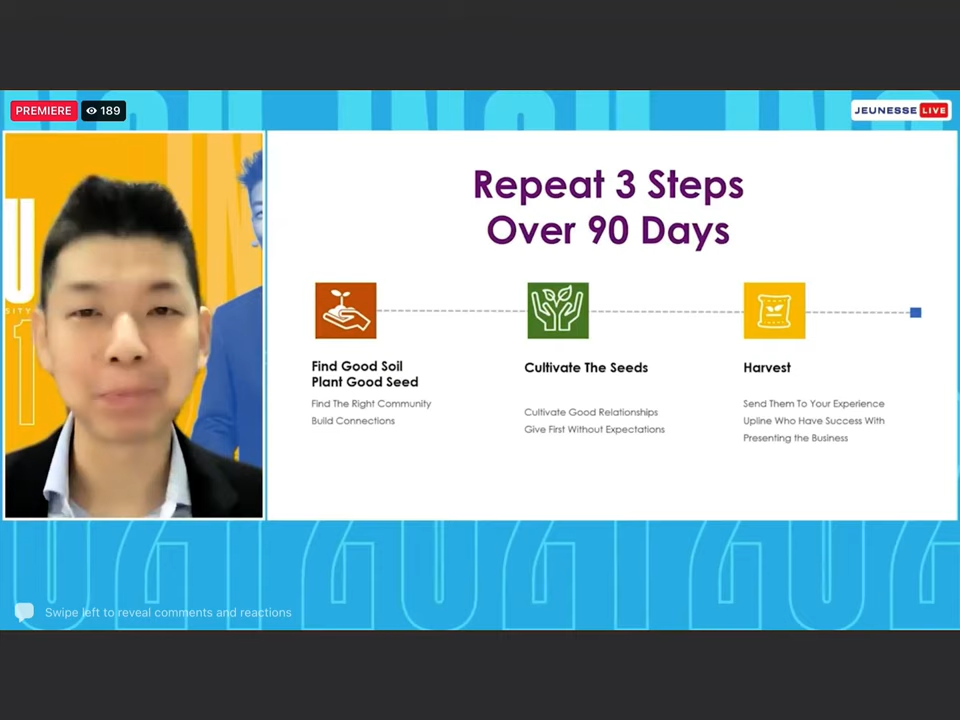 PREMIERE
189
JEUNESSE LIVE
U
SITY
1
Repeat 3 Steps
Over 90 Days
Find Good Soil
Plant Good Seed
Find The Right Community
Build Connections
Cultivate The Seeds
Cultivate Good Relationships
Give First Without Expectations
Harvest
Send Them To Your Experience
Upline Who Have Success With
Presenting the Business
Swipe left to reveal comments and reactions